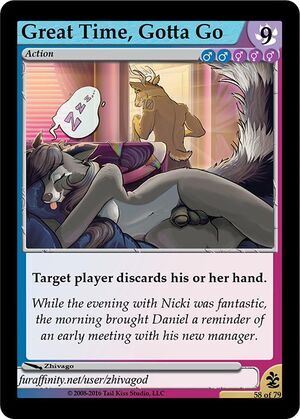 Great Time, Gotta Go
9
Action
Z z z...
Target player discards his or her hand.
While the evening with Nicki was fantastic,
the morning brought Daniel a reminder of
an early meeting with his new manager.
Zhivago
furaffinity.net/user/zhivagod
© 2008-2016 Tail Kiss Studio, LLC
58 of 79